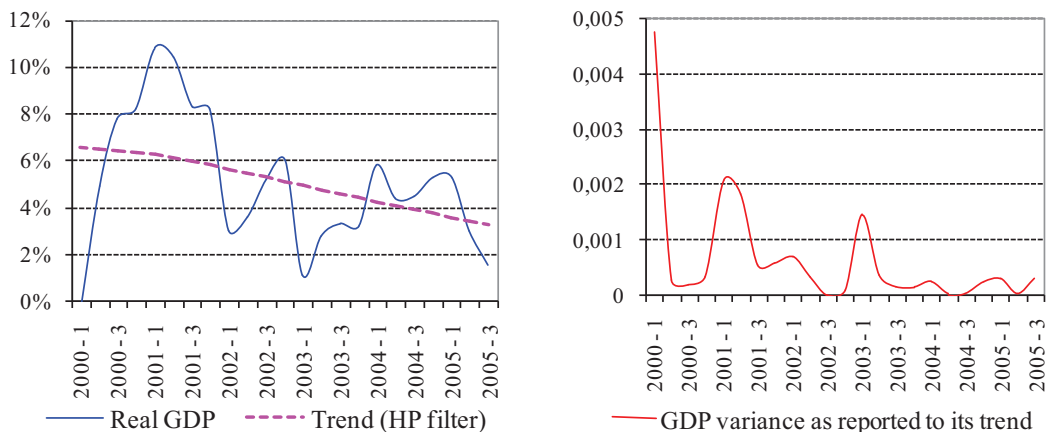 12%
10%
8%
6%
4%
2%
0%
2000 - 1
2000 - 3
2001 - 1
2001 - 3
2002 - 1
2002 - 3
2003 - 1
2003 - 3
2004 - 1
2004 - 3
2005 - 1
2005 - 3
Real GDP
Trend (HP filter)
0,005
0,004
0,003
0,002
0,001
0
2000 - 1
2000 - 3
2001 - 1
2001 - 3
2002 - 1
2002 - 3
2003 - 1
2003 - 3
2004 - 1
2004 - 3
2005 - 1
2005 - 3
GDP variance as reported to its trend